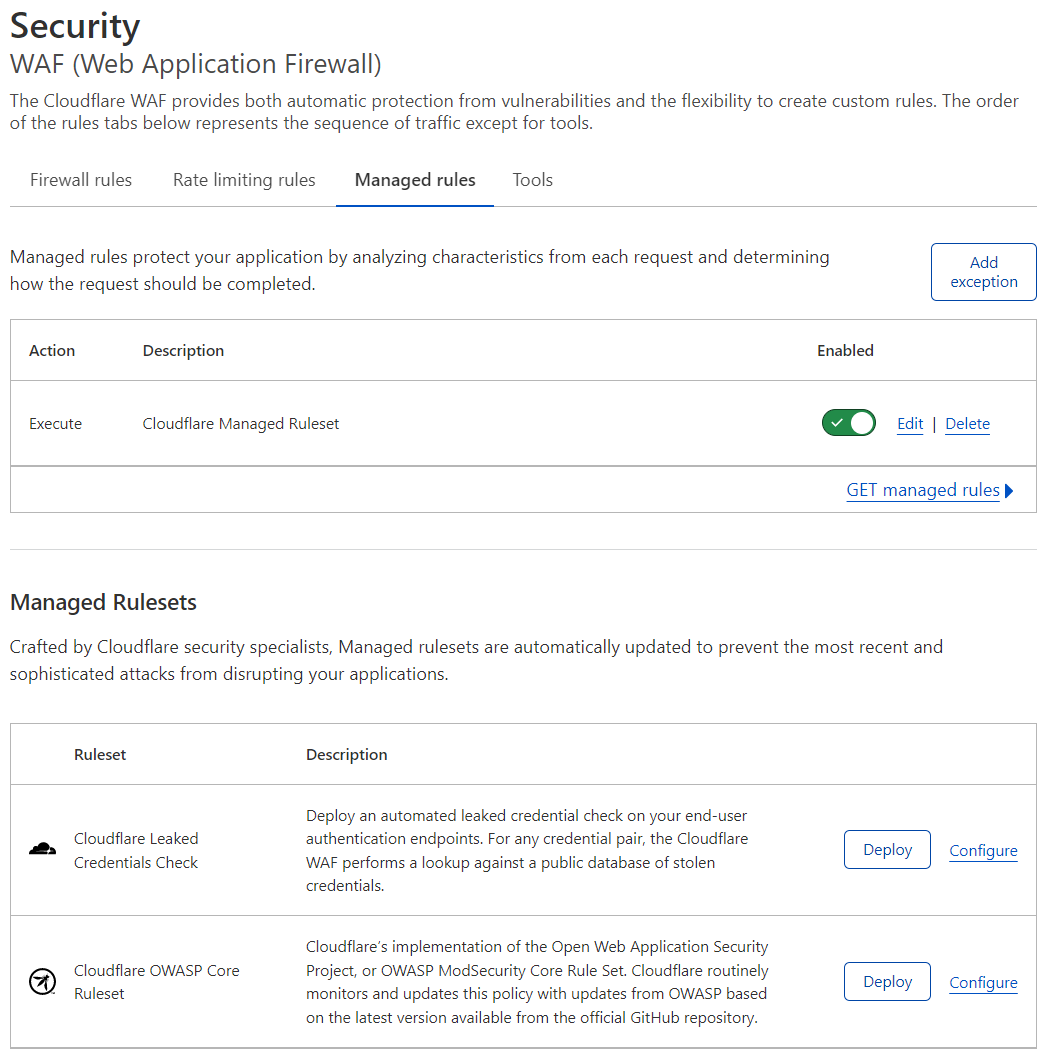 Security
WAF (Web Application Firewall)
The Cloudflare WAF provides both automatic protection from vulnerabilities and the flexibility to create custom rules. The order
of the rules tabs below represents the sequence of traffic except for tools.
Firewall rules Rate limiting rules Managed rules Tools
Managed rules protect your application by analyzing characteristics from each request and determining
how the request should be completed.
Add
exception
Action Description Enabled
Execute Cloudflare Managed Ruleset Edit | Delete
GET managed rules
Managed Rulesets
Crafted by Cloudflare security specialists, Managed rulesets are automatically updated to prevent the most recent and
sophisticated attacks from disrupting your applications.
Ruleset Description
Cloudflare Leaked
Credentials Check
Deploy an automated leaked credential check on your end-user
authentication endpoints. For any credential pair, the Cloudflare
WAF performs a lookup against a public database of stolen
credentials.
Deploy Configure
Cloudflare OWASP Core
Ruleset
Cloudflare's implementation of the Open Web Application Security
Project, or OWASP ModSecurity Core Rule Set. Cloudflare routinely
monitors and updates this policy with updates from OWASP based
on the latest version available from the official GitHub repository.
Deploy Configure